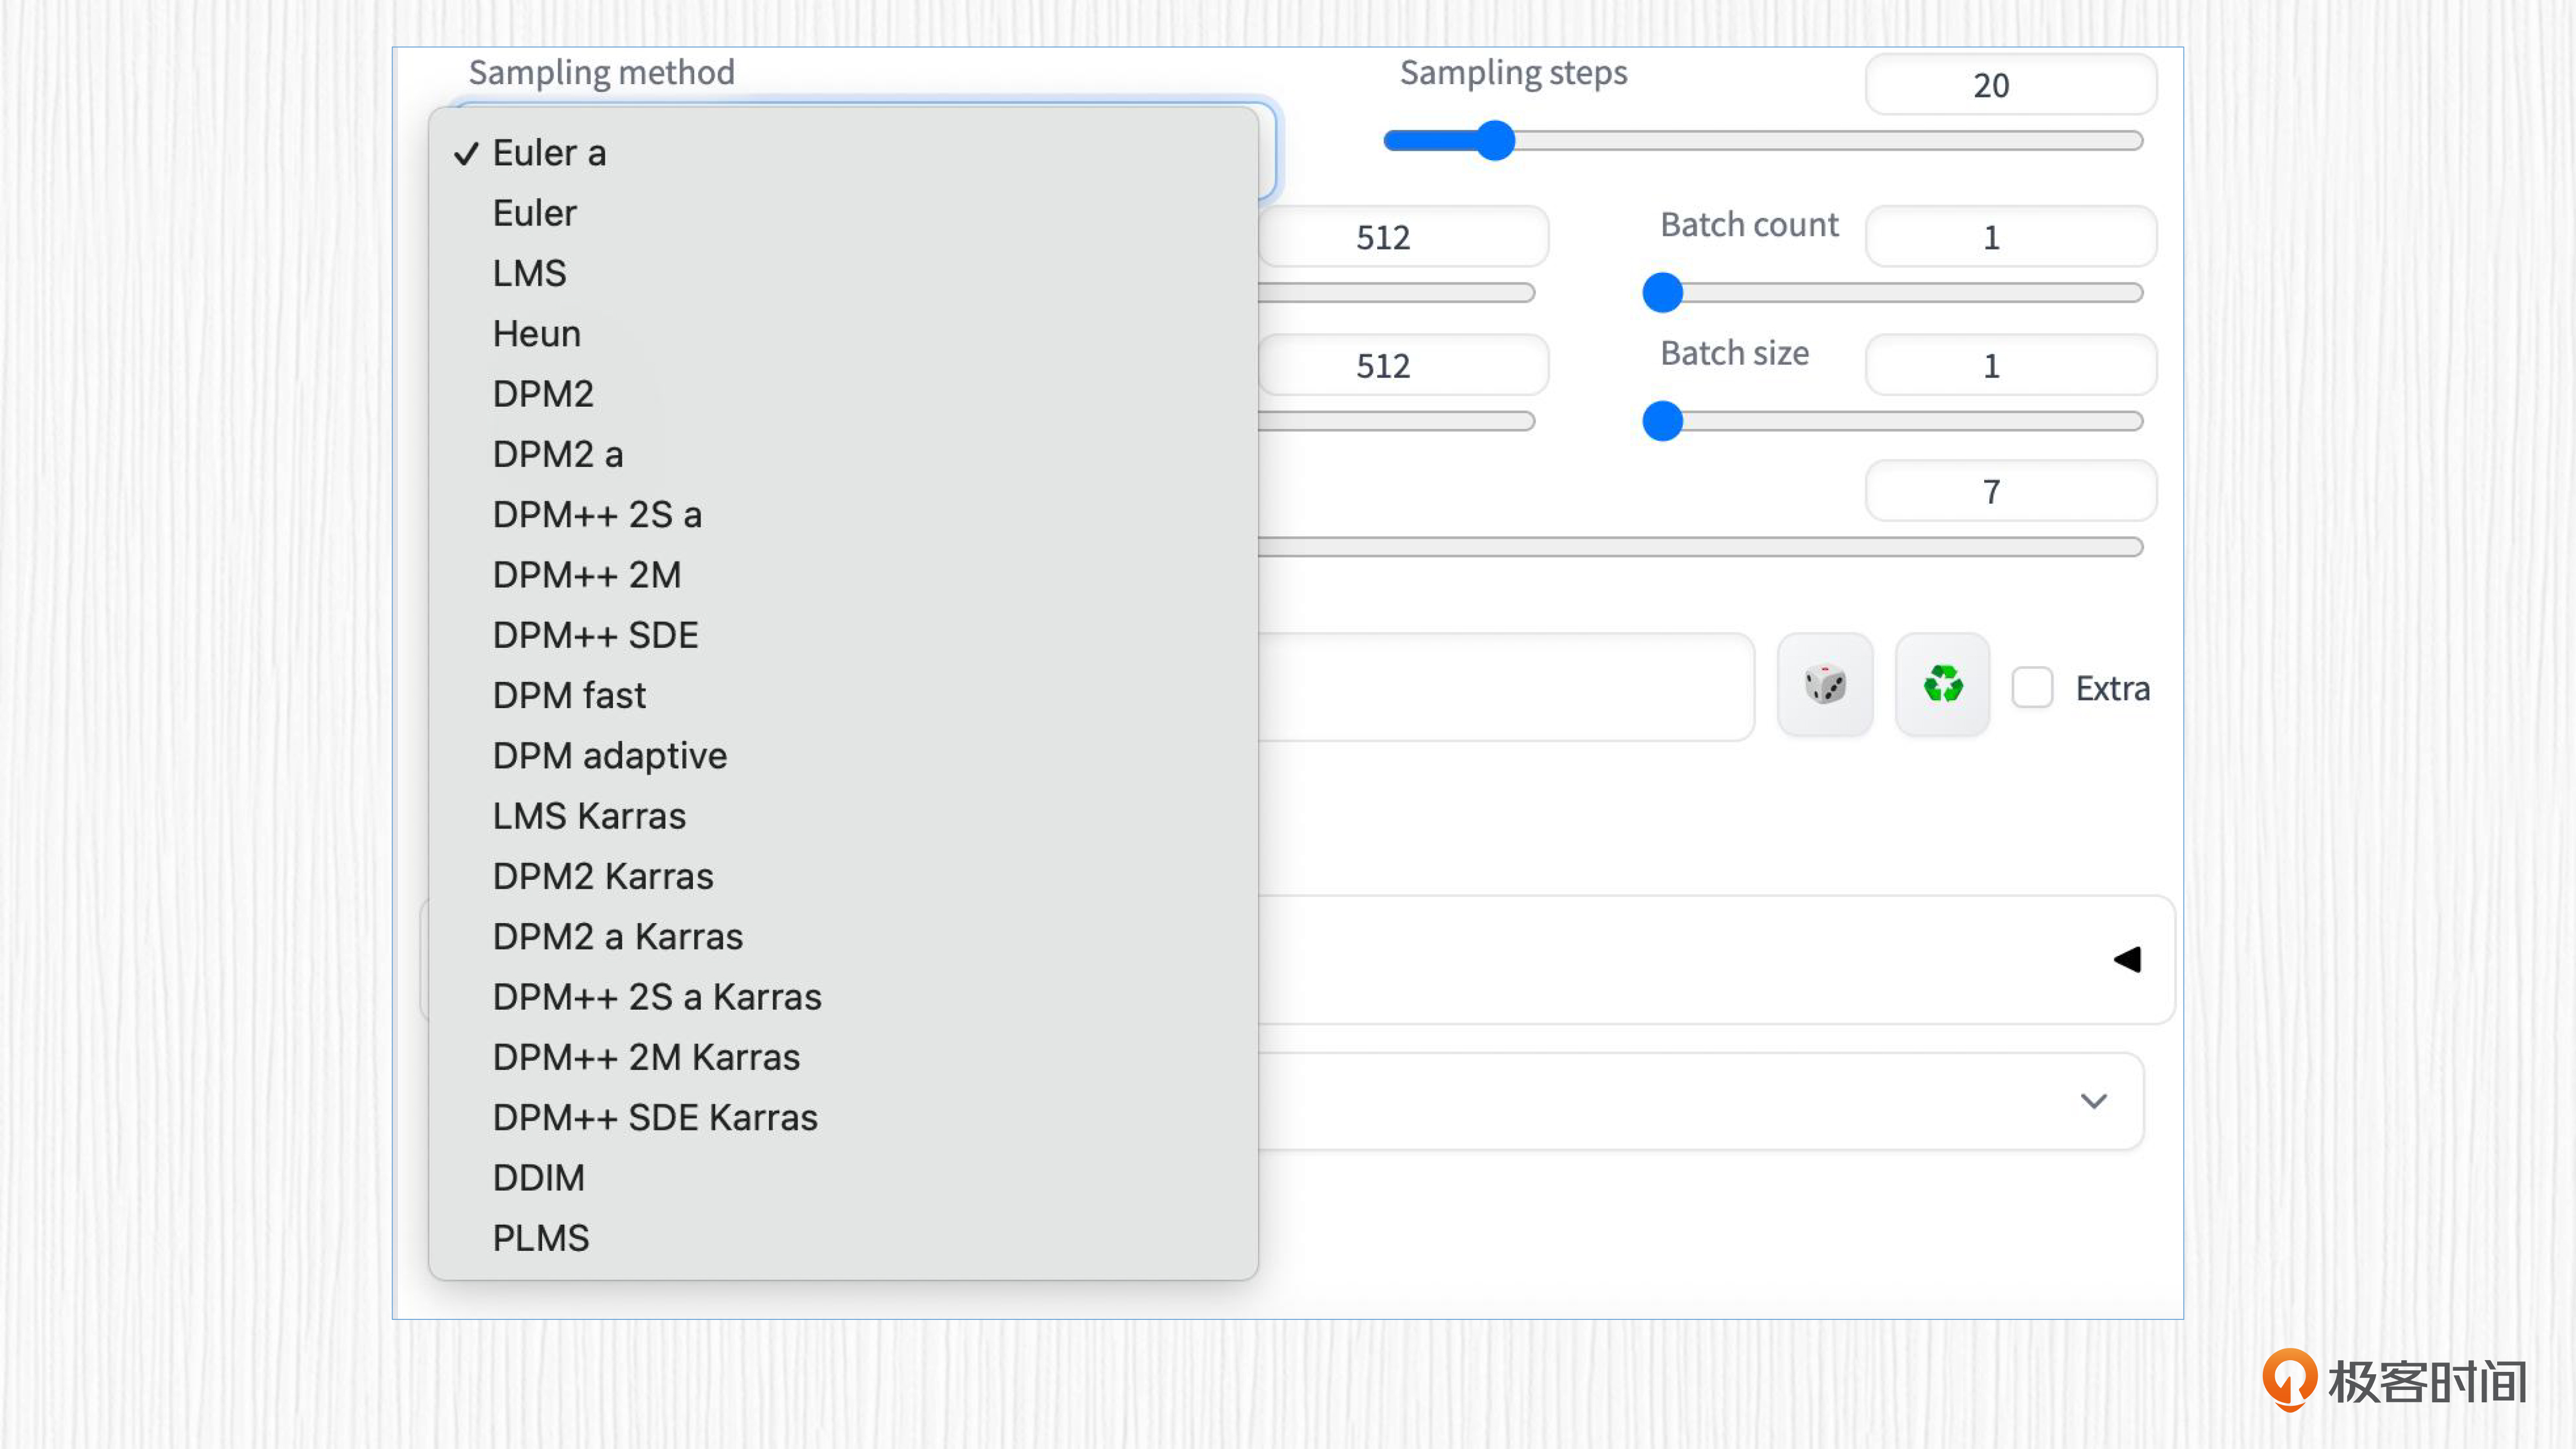 Sampling method
Sampling steps
20
✓ Euler a
Euler
LMS
Heun
DPM2
DPM2 a
DPM++ 2S a
DPM++ 2M
DPM++ SDE
DPM fast
DPM adaptive
LMS Karras
DPM2 Karras
DPM2 a Karras
DPM++ 2S a Karras
DPM++ 2M Karras
DPM++ SDE Karras
DDIM
PLMS
512
Batch count
1
512
Batch size
1
7
Extra
极客时间